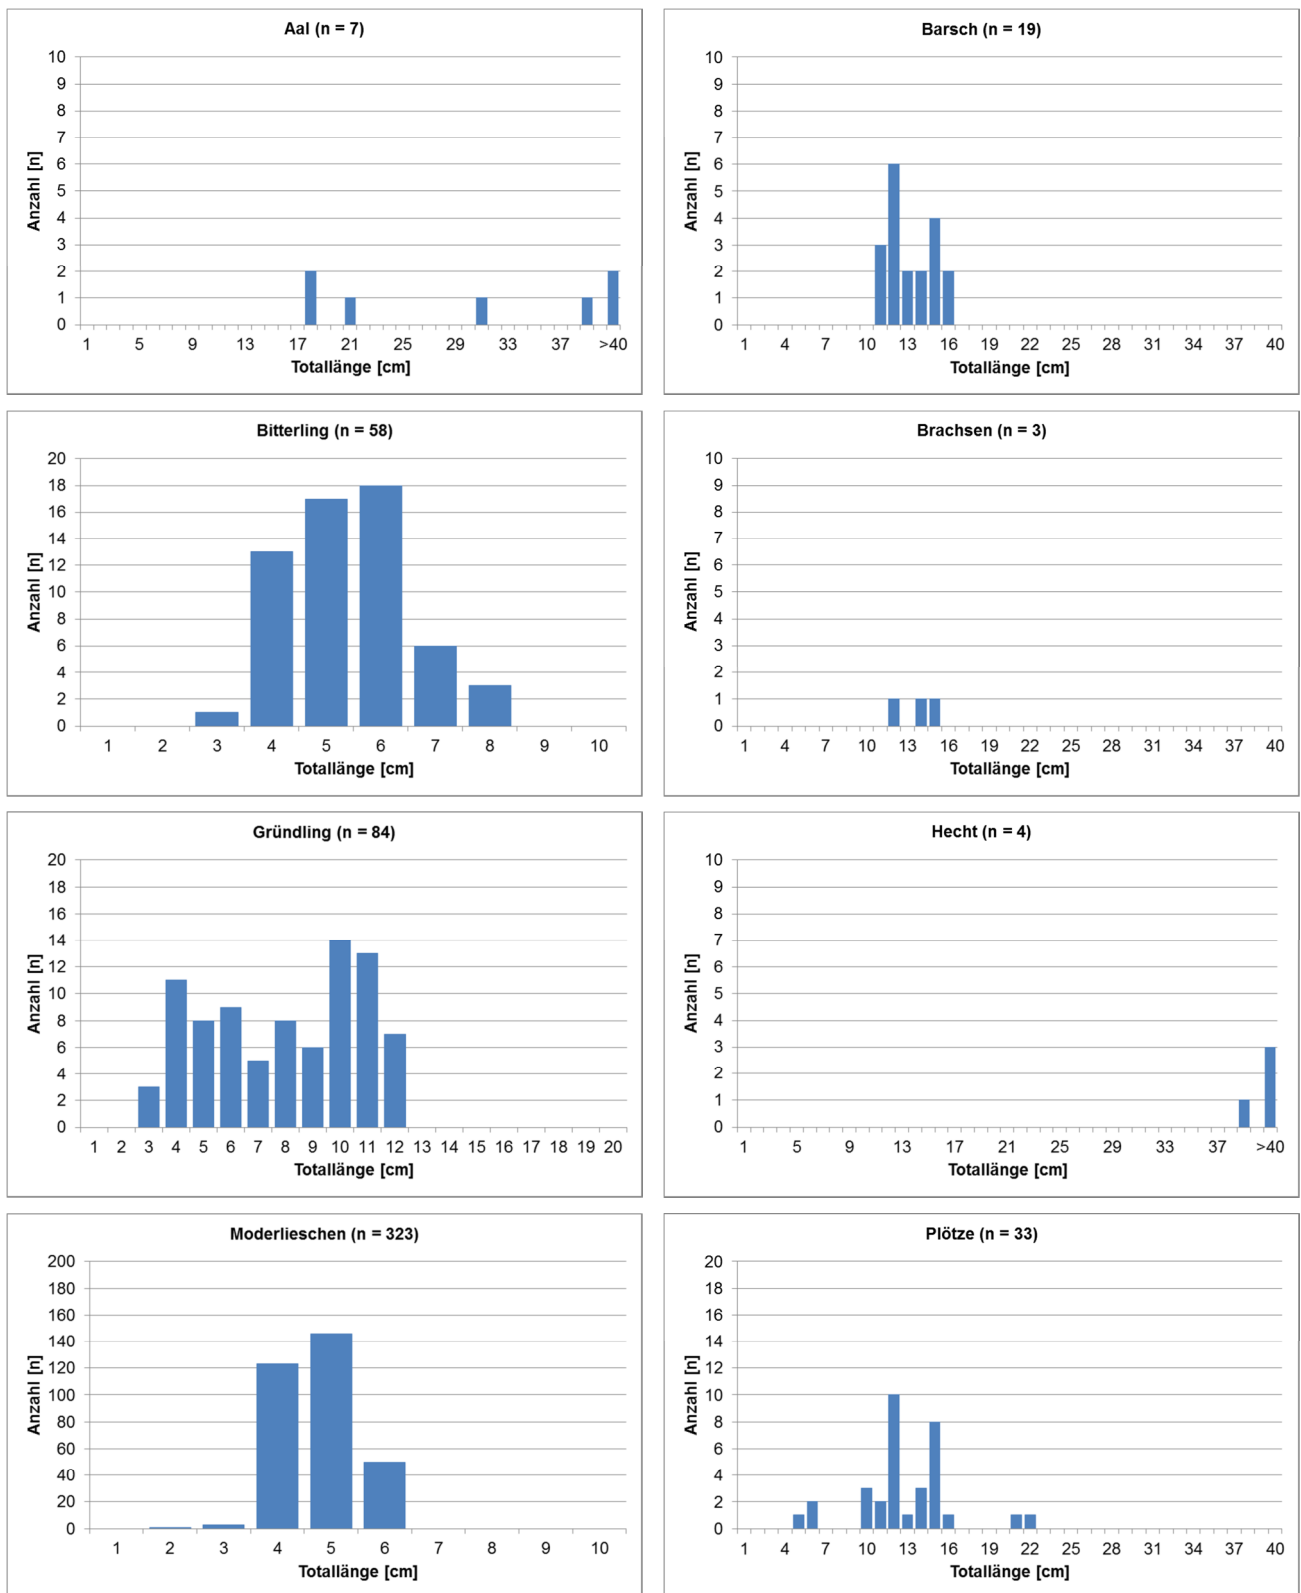 Aal (n = 7)
10
9
8
7
6
5
4
3
2
1
0
Anzahl [n]
1 5 9 13 17 21 25 29 33 37 >40
Totallänge [cm]
Barsch (n = 19)
10
9
8
7
6
5
4
3
2
1
0
Anzahl [n]
1 4 7 10 13 16 19 22 25 28 31 34 37 40
Totallänge [cm]
Bitterling (n = 58)
20
18
16
14
12
10
8
6
4
2
0
Anzahl [n]
1 2 3 4 5 6 7 8 9 10
Totallänge [cm]
Brachsen (n = 3)
10
9
8
7
6
5
4
3
2
1
0
Anzahl [n]
1 4 7 10 13 16 19 22 25 28 31 34 37 40
Totallänge [cm]
Gründling (n = 84)
20
18
16
14
12
10
8
6
4
2
0
Anzahl [n]
1 2 3 4 5 6 7 8 9 10 11 12 13 14 15 16 17 18 19 20
Totallänge [cm]
Hecht (n = 4)
10
9
8
7
6
5
4
3
2
1
0
Anzahl [n]
1 5 9 13 17 21 25 29 33 37 >40
Totallänge [cm]
Moderlieschen (n = 323)
200
180
160
140
120
100
80
60
40
20
0
Anzahl [n]
1 2 3 4 5 6 7 8 9 10
Totallänge [cm]
Plötze (n = 33)
20
18
16
14
12
10
8
6
4
2
0
Anzahl [n]
1 4 7 10 13 16 19 22 25 28 31 34 37 40
Totallänge [cm]